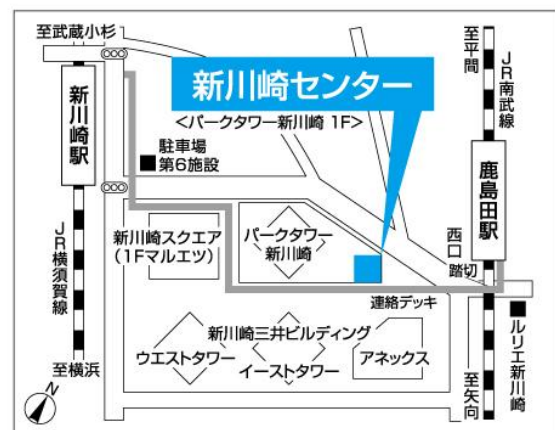 至武蔵小杉
新川崎駅
JR横須賀線
至横浜
N
新川崎センター
<パークタワー新川崎 1F>
駐車場
第6施設
新川崎スクエア
(1Fマルエツ)
パークタワー
新川崎
連絡デッキ
新川崎三井ビルディング
ウエストタワー
イーストタワー
アネックス
至平間
JR南武線
鹿島田駅
西口
踏切
ルリエ新川崎
至矢向